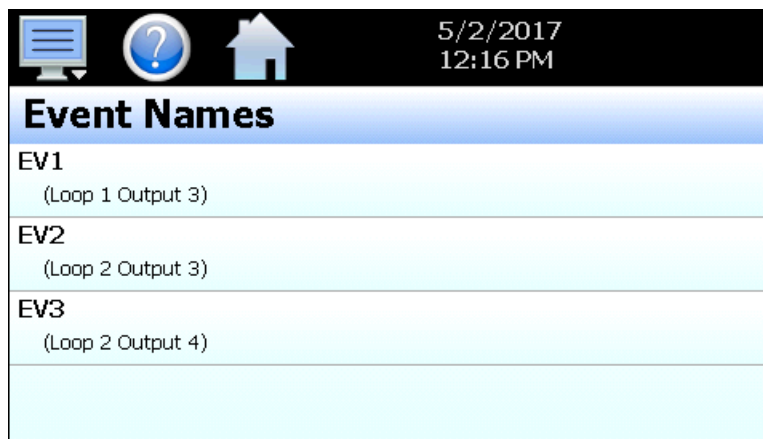 ?
5/2/2017
12:16 PM
Event Names
EV1
(Loop 1 Output 3)
EV2
(Loop 2 Output 3)
EV3
(Loop 2 Output 4)